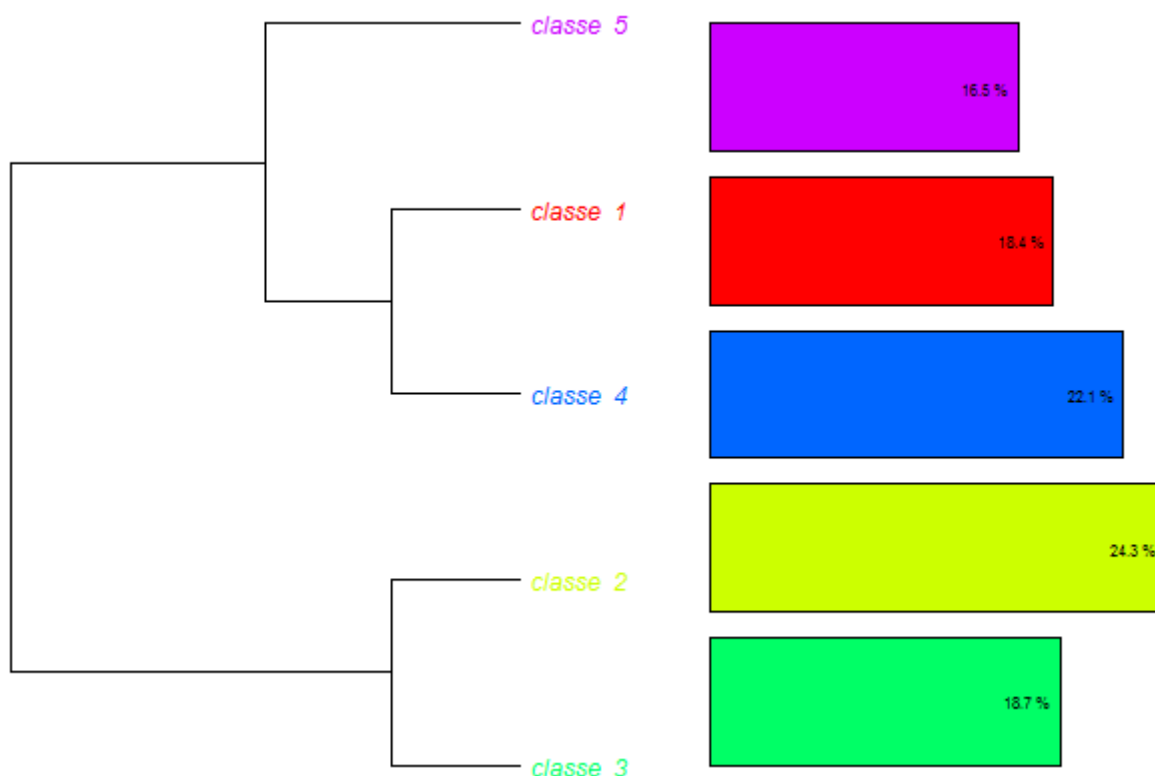 classe 5
16.5 %
classe 1
18.4 %
classe 4
22.1 %
classe 2
24.3 %
classe 3
18.7 %